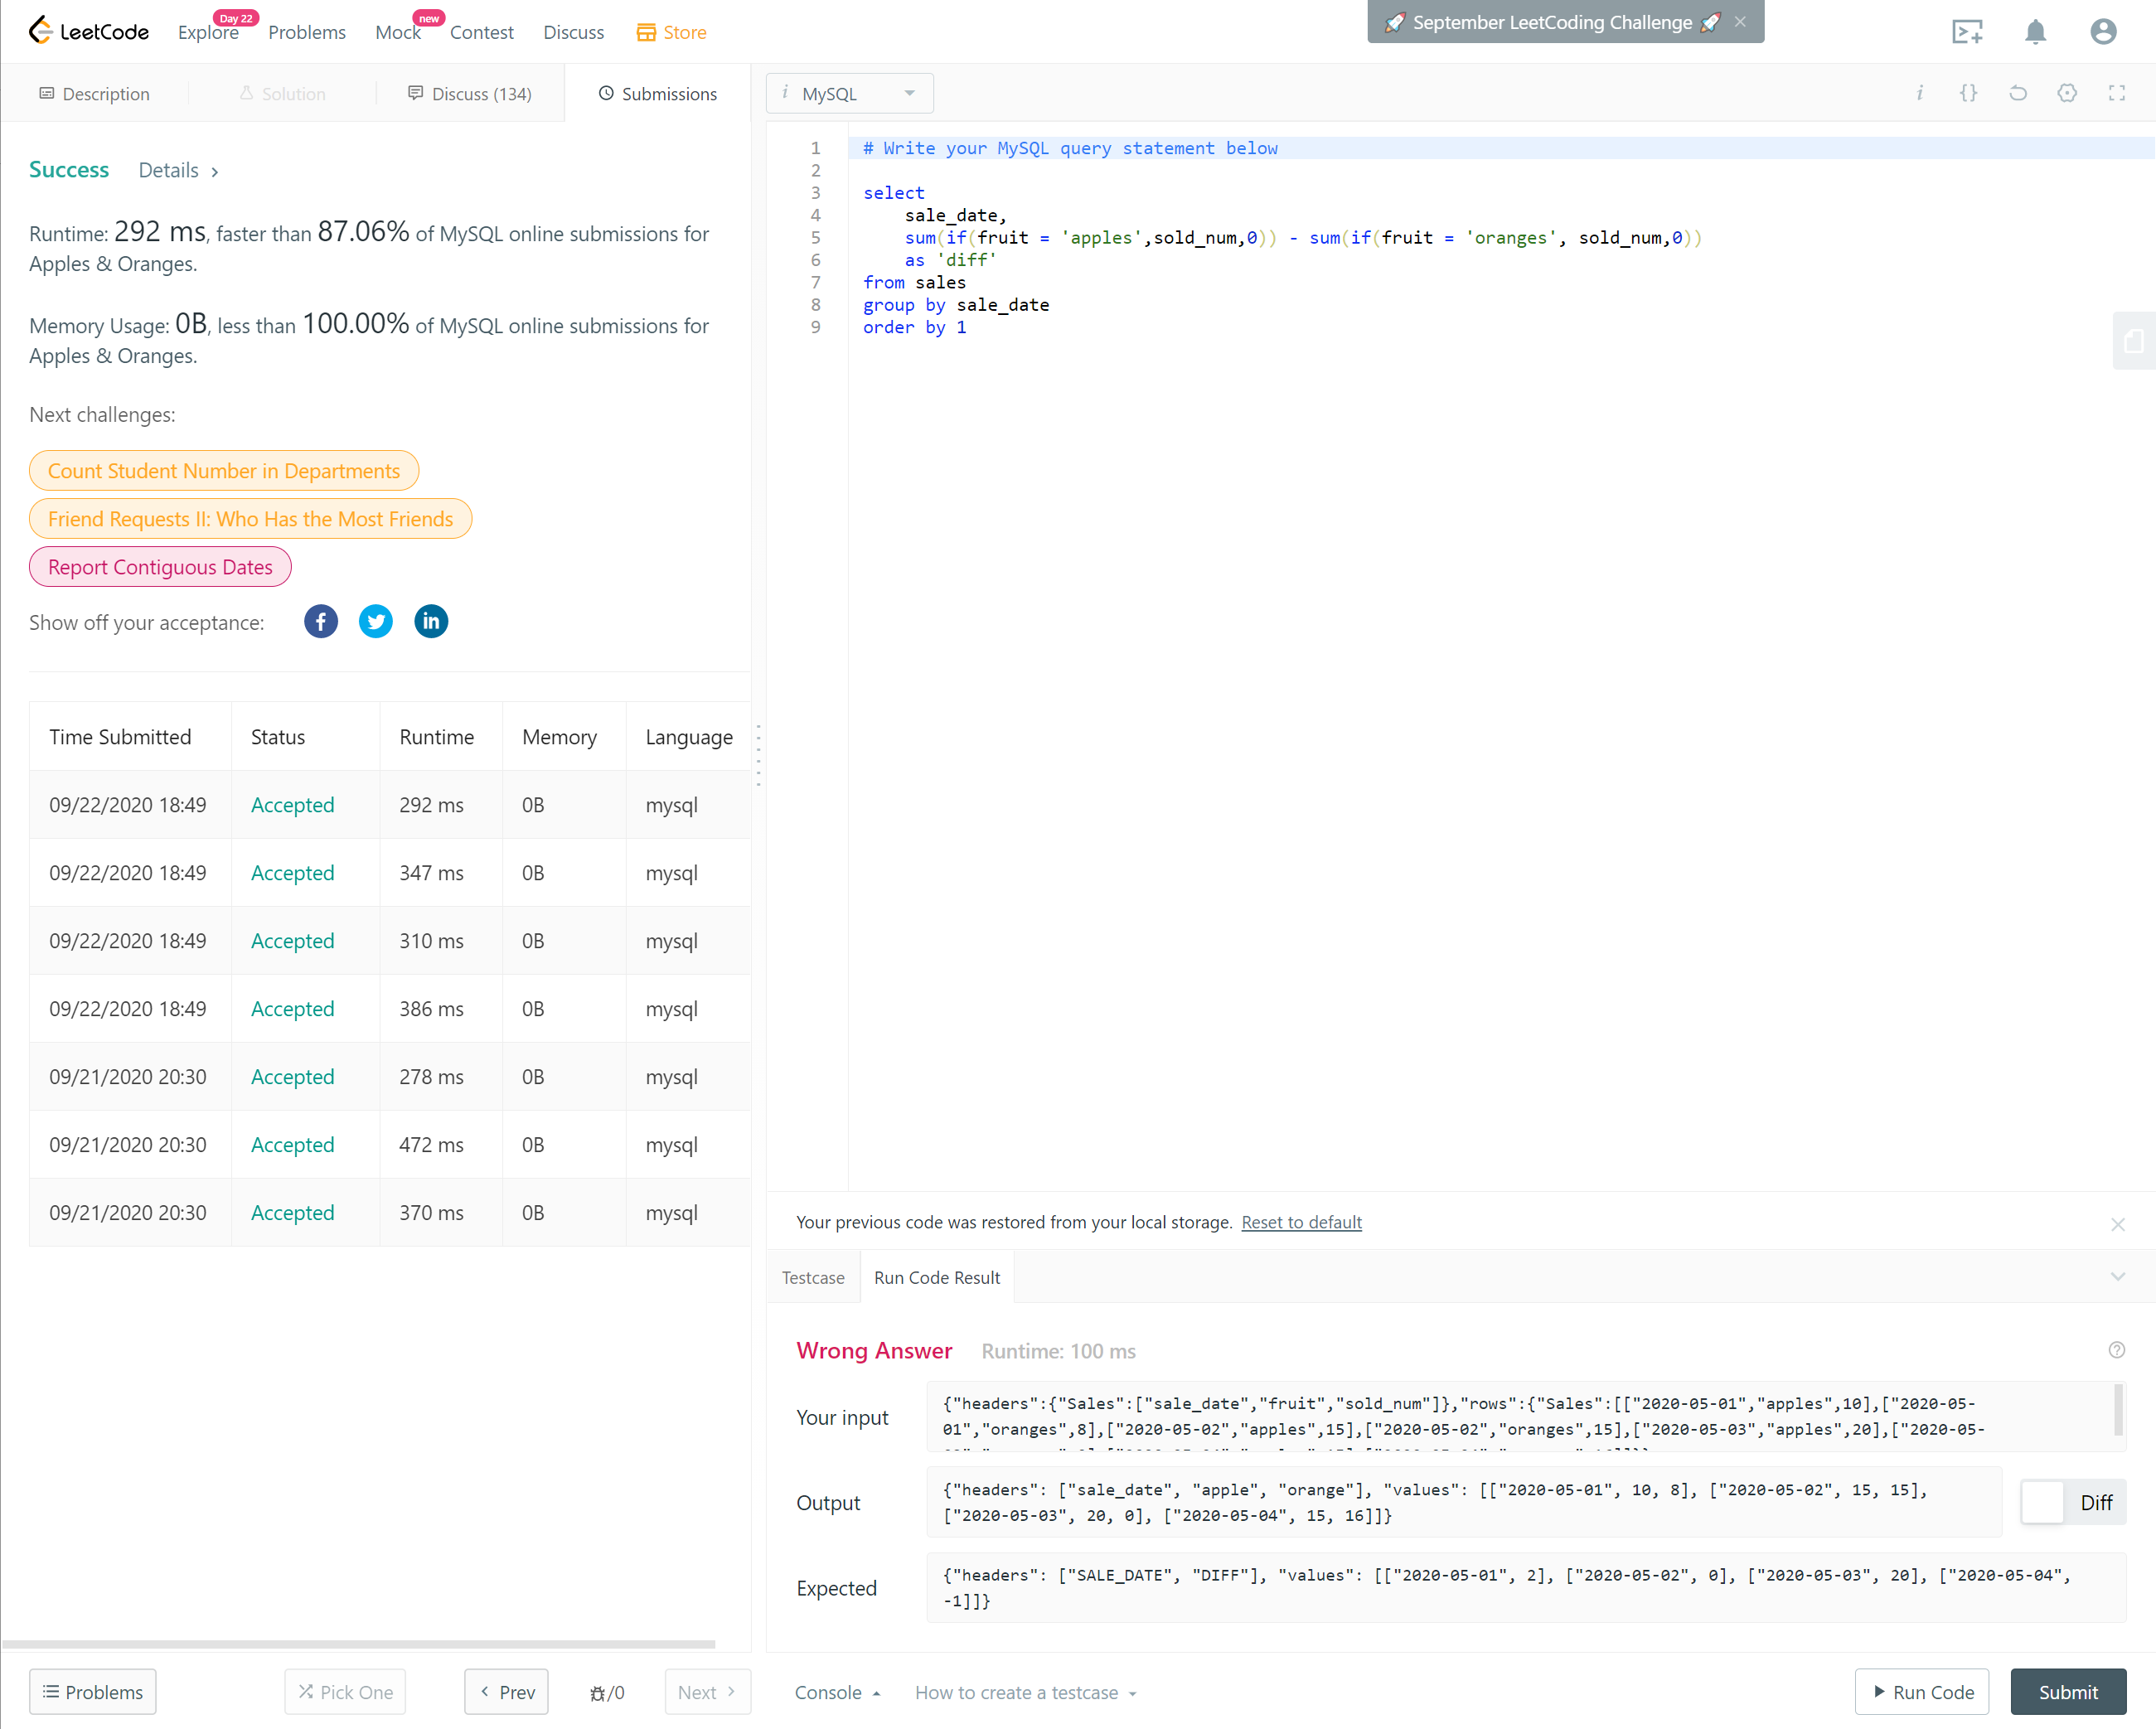 LeetCode
Explore
Day 22
Problems
Mock
new
Contest
Discuss
Store
🚀 September LeetCoding Challenge 🚀 ×
Description
Solution
Discuss (134)
Submissions
i MySQL
i {}
Success Details >
Runtime: 292 ms, faster than 87.06% of MySQL online submissions for
Apples & Oranges.
Memory Usage: 0B, less than 100.00% of MySQL online submissions for
Apples & Oranges.
Next challenges:
Count Student Number in Departments
Friend Requests II: Who Has the Most Friends
Report Contiguous Dates
Show off your acceptance:
Time Submitted Status Runtime Memory Language
09/22/2020 18:49 Accepted 292 ms 0B mysql
09/22/2020 18:49 Accepted 347 ms 0B mysql
09/22/2020 18:49 Accepted 310 ms 0B mysql
09/22/2020 18:49 Accepted 386 ms 0B mysql
09/21/2020 20:30 Accepted 278 ms 0B mysql
09/21/2020 20:30 Accepted 472 ms 0B mysql
09/21/2020 20:30 Accepted 370 ms 0B mysql
Problems
Pick One
< Prev
/0
Next >
1 # Write your MySQL query statement below
2
3 select
4 sale_date,
5 sum(if(fruit = 'apples',sold_num,0)) - sum(if(fruit = 'oranges', sold_num,0))
6 as 'diff'
7 from sales
8 group by sale_date
9 order by 1
Your previous code was restored from your local storage. Reset to default
Testcase
Run Code Result
Wrong Answer Runtime: 100 ms
Your input
{"headers":{"Sales":["sale_date","fruit","sold_num"]},"rows":{"Sales":[["2020-05-01","apples",10],["2020-05-
01","oranges",8],["2020-05-02","apples",15],["2020-05-02","oranges",15],["2020-05-03","apples",20],["2020-05-
Output
{"headers": ["sale_date", "apple", "orange"], "values": [["2020-05-01", 10, 8], ["2020-05-02", 15, 15],
["2020-05-03", 20, 0], ["2020-05-04", 15, 16]]}
Diff
Expected
{"headers": ["SALE_DATE", "DIFF"], "values": [["2020-05-01", 2], ["2020-05-02", 0], ["2020-05-03", 20], ["2020-05-04",
-1]]}
Console
How to create a testcase
Run Code
Submit